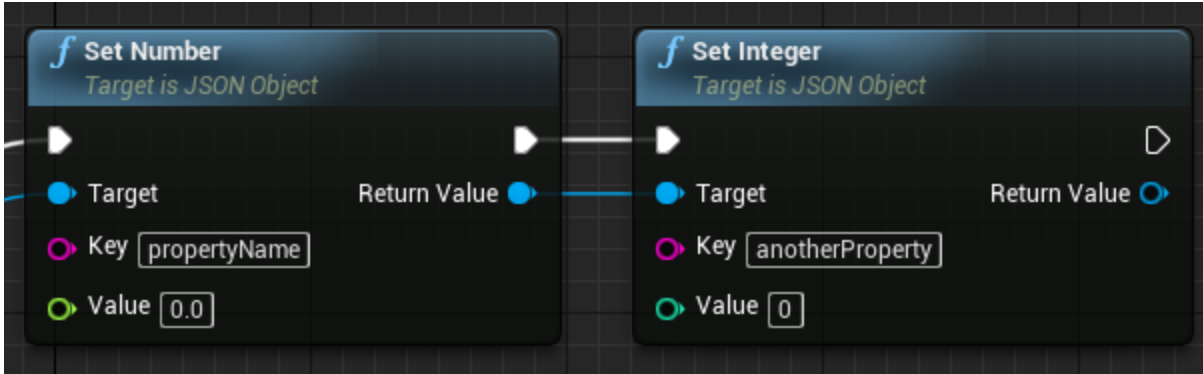 f Set Number
Target is JSON Object
Target
Return Value
Key propertyName
Value 0.0
f Set Integer
Target is JSON Object
Target
Return Value
Key anotherProperty
Value 0